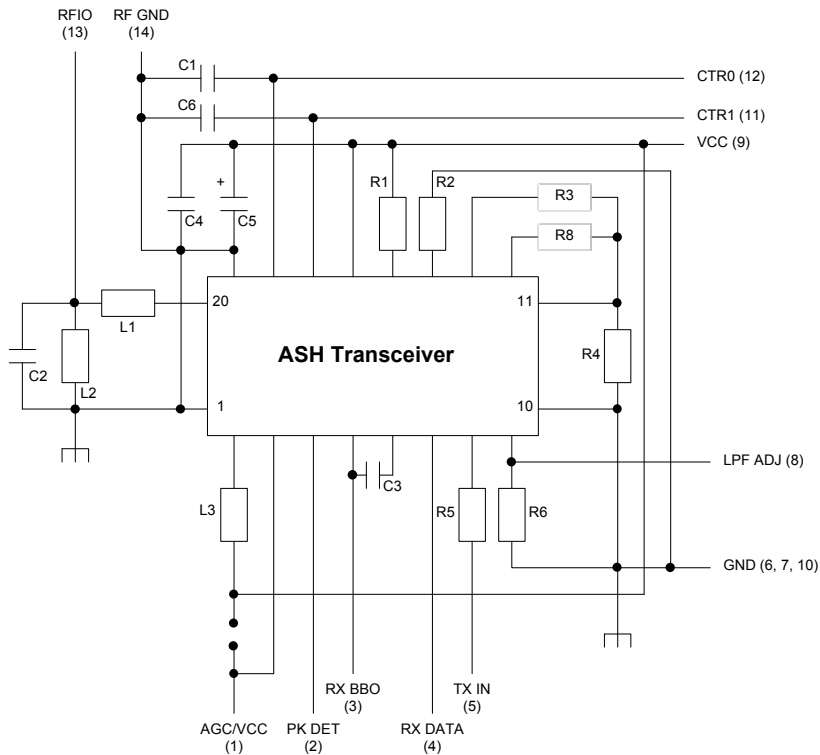 RFIO
(13)
RF GND
(14)
C1
CTR0 (12)
C6
CTR1 (11)
VCC (9)
+
R1
R2
R3
C4
C5
R8
20
11
L1
ASH Transceiver
R4
C2
L2
1
10
C3
LPF ADJ (8)
L3
R5
R6
GND (6, 7, 10)
RX BBO
(3)
TX IN
(5)
AGC/VCC
(1)
PK DET
(2)
RX DATA
(4)